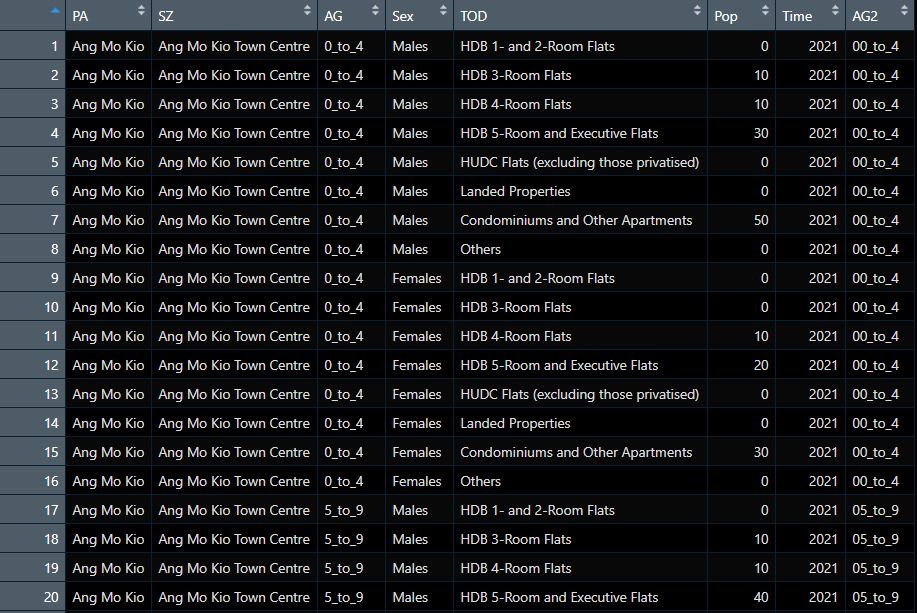 PA SZ AG Sex TOD Pop Time AG2
1 Ang Mo Kio Ang Mo Kio Town Centre 0_to_4 Males HDB 1- and 2-Room Flats 0 2021 00_to_4
2 Ang Mo Kio Ang Mo Kio Town Centre 0_to_4 Males HDB 3-Room Flats 10 2021 00_to_4
3 Ang Mo Kio Ang Mo Kio Town Centre 0_to_4 Males HDB 4-Room Flats 10 2021 00_to_4
4 Ang Mo Kio Ang Mo Kio Town Centre 0_to_4 Males HDB 5-Room and Executive Flats 30 2021 00_to_4
5 Ang Mo Kio Ang Mo Kio Town Centre 0_to_4 Males HUDC Flats (excluding those privatised) 0 2021 00_to_4
6 Ang Mo Kio Ang Mo Kio Town Centre 0_to_4 Males Landed Properties 0 2021 00_to_4
7 Ang Mo Kio Ang Mo Kio Town Centre 0_to_4 Males Condominiums and Other Apartments 50 2021 00_to_4
8 Ang Mo Kio Ang Mo Kio Town Centre 0_to_4 Males Others 0 2021 00_to_4
9 Ang Mo Kio Ang Mo Kio Town Centre 0_to_4 Females HDB 1- and 2-Room Flats 0 2021 00_to_4
10 Ang Mo Kio Ang Mo Kio Town Centre 0_to_4 Females HDB 3-Room Flats 0 2021 00_to_4
11 Ang Mo Kio Ang Mo Kio Town Centre 0_to_4 Females HDB 4-Room Flats 10 2021 00_to_4
12 Ang Mo Kio Ang Mo Kio Town Centre 0_to_4 Females HDB 5-Room and Executive Flats 20 2021 00_to_4
13 Ang Mo Kio Ang Mo Kio Town Centre 0_to_4 Females HUDC Flats (excluding those privatised) 0 2021 00_to_4
14 Ang Mo Kio Ang Mo Kio Town Centre 0_to_4 Females Landed Properties 0 2021 00_to_4
15 Ang Mo Kio Ang Mo Kio Town Centre 0_to_4 Females Condominiums and Other Apartments 30 2021 00_to_4
16 Ang Mo Kio Ang Mo Kio Town Centre 0_to_4 Females Others 0 2021 00_to_4
17 Ang Mo Kio Ang Mo Kio Town Centre 5_to_9 Males HDB 1- and 2-Room Flats 0 2021 05_to_9
18 Ang Mo Kio Ang Mo Kio Town Centre 5_to_9 Males HDB 3-Room Flats 10 2021 05_to_9
19 Ang Mo Kio Ang Mo Kio Town Centre 5_to_9 Males HDB 4-Room Flats 10 2021 05_to_9
20 Ang Mo Kio Ang Mo Kio Town Centre 5_to_9 Males HDB 5-Room and Executive Flats 40 2021 05_to_9